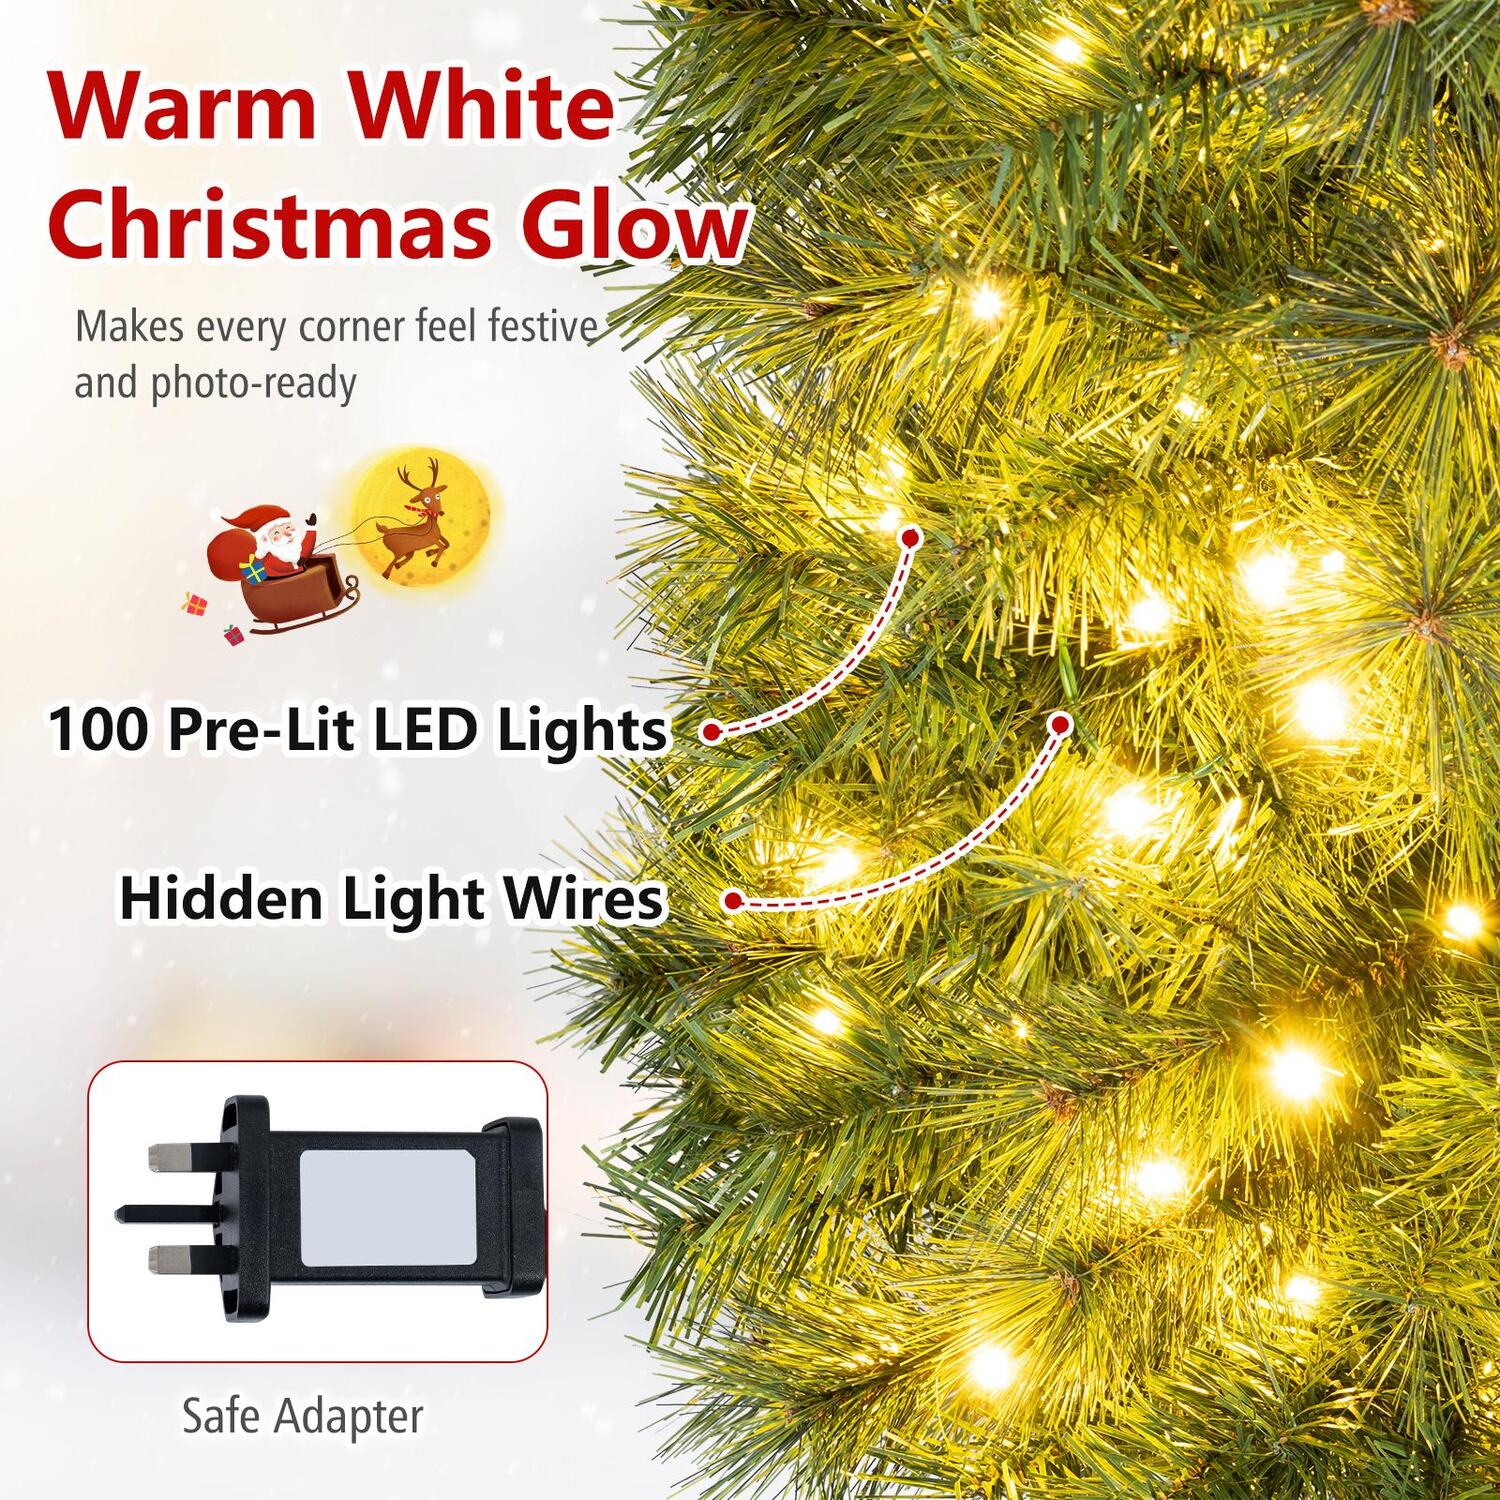 Warm White
Christmas Glow
Makes every corner feel festive
and photo-ready
100 Pre-Lit LED Lights
Hidden Light Wires
Safe Adapter